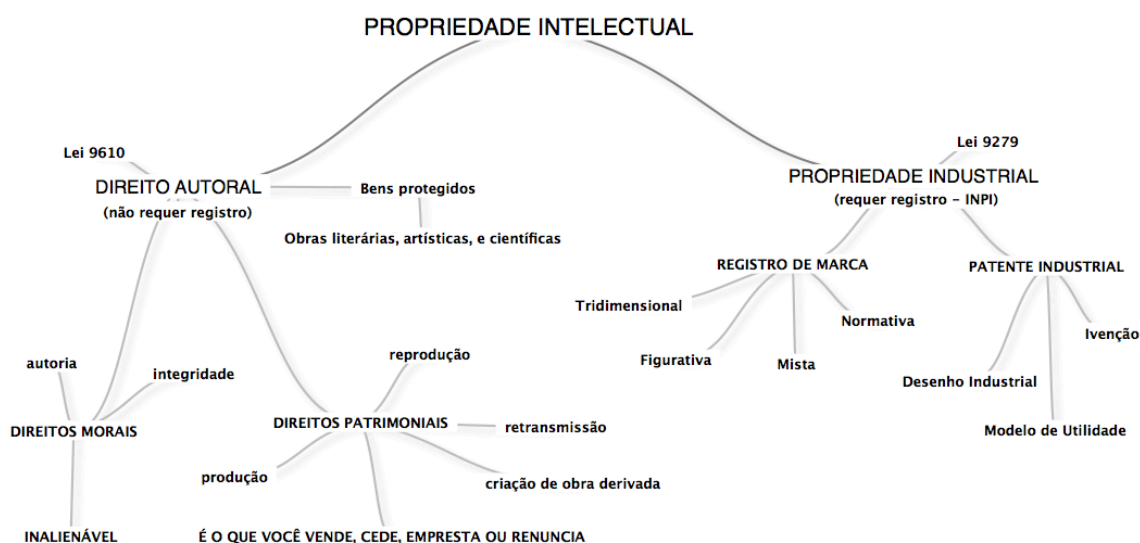 PROPRIEDADE INTELECTUAL
Lei 9610
DIREITO AUTORAL
(não requer registro)
Bens protegidos
Obras literárias, artísticas, e científicas
autoria
integridade
DIREITOS MORAIS
INALIENÁVEL
reprodução
DIREITOS PATRIMONIAIS
retransmissão
produção
criação de obra derivada
É O QUE VOCÊ VENDE, CEDE, EMPRESTA OU RENUNCIA
Lei 9279
PROPRIEDADE INDUSTRIAL
(requer registro - INPI)
REGISTRO DE MARCA
Tridimensional
Figurativa
Mista
Normativa
PATENTE INDUSTRIAL
Ivenção
Desenho Industrial
Modelo de Utilidade